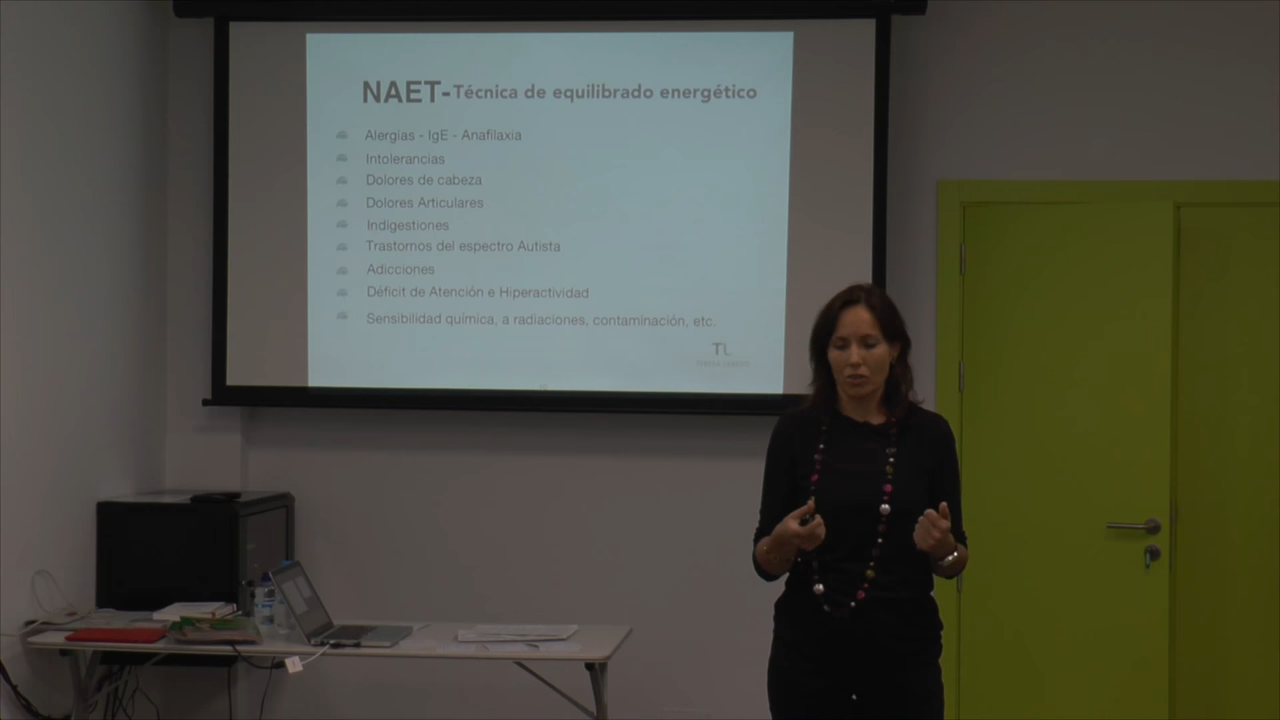 NAET-Técnica de equilibrado energético
Alergias - IgE - Anafilaxia
Intolerancias
Dolores de cabeza
Dolores Articulares
Indigestiones
Trastornos del espectro Autista
Adicciones
Déficit de Atención e Hiperactividad
Sensibilidad química, a radiaciones, contaminación, etc.
TL